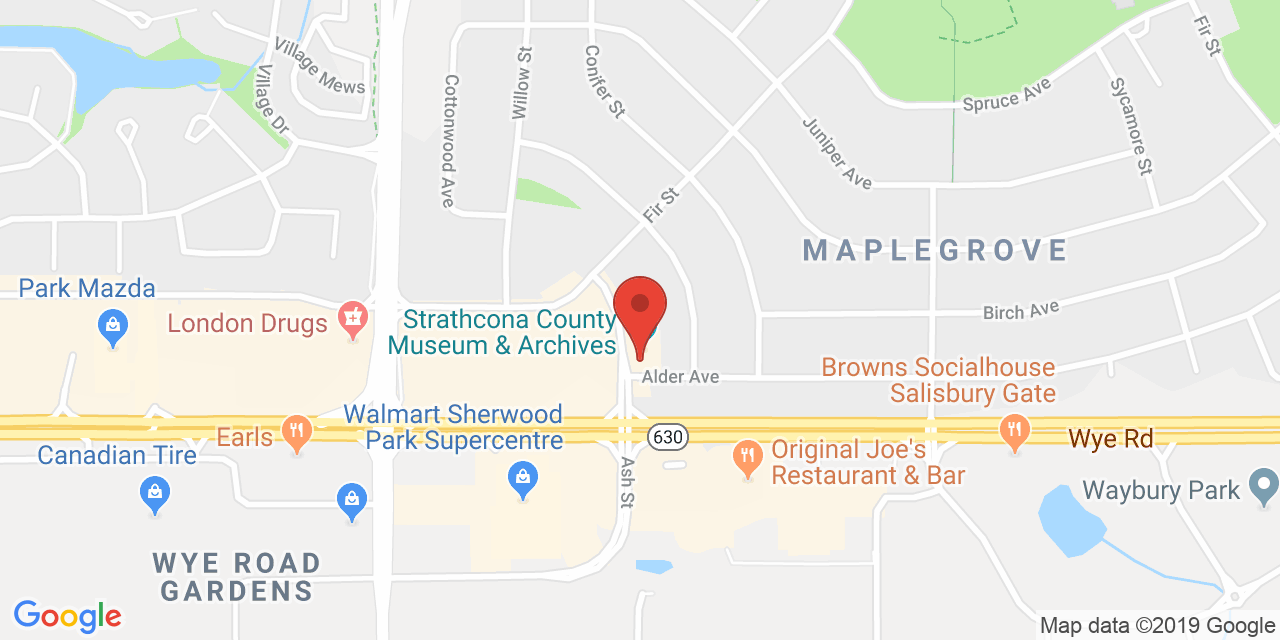 Village Mews
Village Dr
Cottonwood Ave
Willow St
Conifer St
Fir St
Juniper Ave
Spruce Ave
Sycamore St
Fir St
MAPLEGROVE
Park Mazda
London Drugs
Strathcona County
Museum & Archives
Birch Ave
Alder Ave
Browns Socialhouse
Salisbury Gate
Walmart Sherwood
Park Supercentre
Earls
630
Wye Rd
Canadian Tire
Ash St
Original Joe's
Restaurant & Bar
Waybury Park
WYE ROAD
GARDENS
Google
Map data ©2019 Google